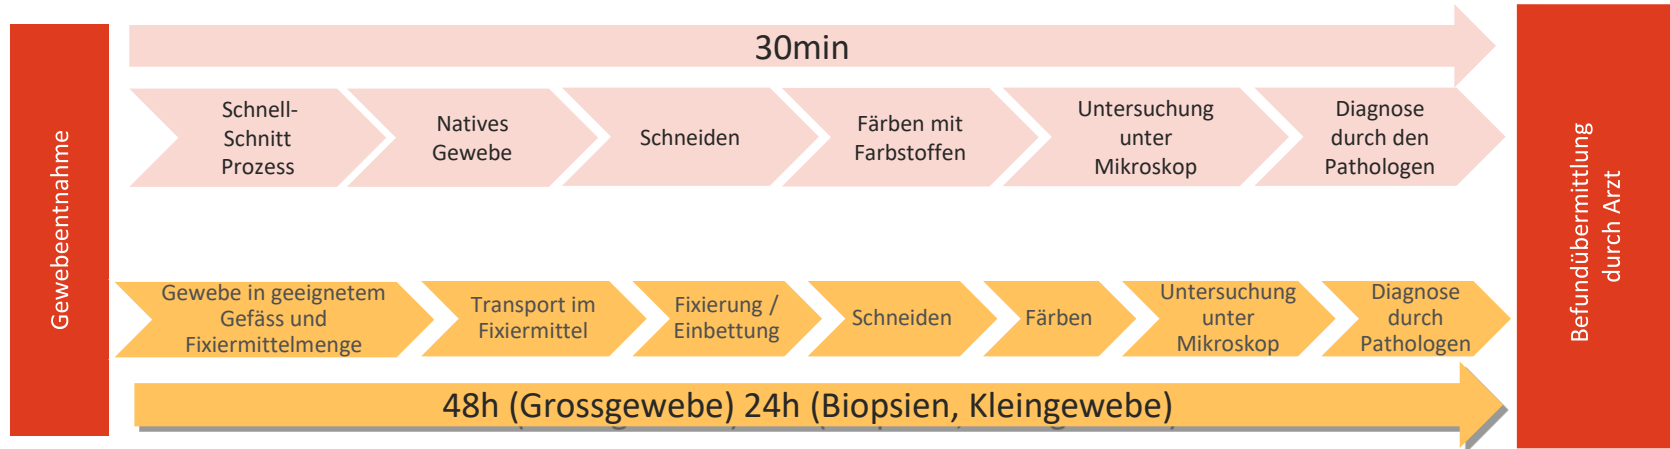 Gewebeentnahme
30min
Schnell-
Schnitt
Prozess
Natives
Gewebe
Schneiden
Färben mit
Farbstoffen
Untersuchung
unter
Mikroskop
Diagnose
durch den
Pathologen
Gewebe in geeignetem
Gefäss und
Fixiermittelmenge
Transport im
Fixiermittel
Fixierung /
Einbettung
Schneiden
Färben
Untersuchung
unter
Mikroskop
Diagnose
durch
Pathologen
48h (Grossgewebe) 24h (Biopsien, Kleingewebe)
Befundübermittlung
durch Arzt